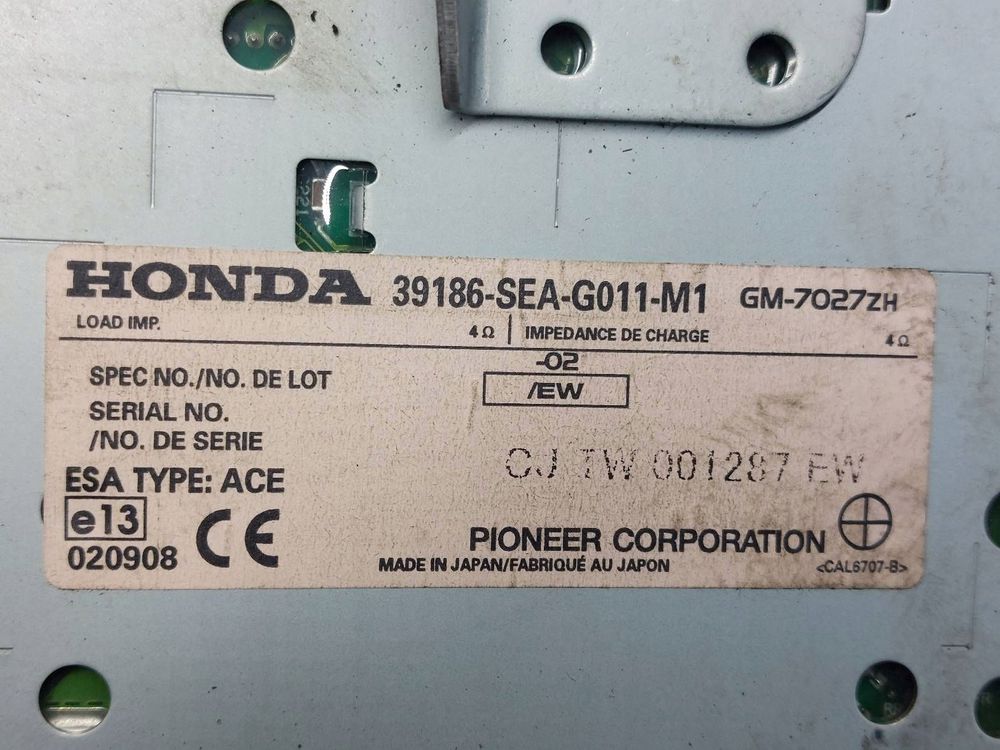 HONDA 39186-SEA-G011-M1 GM-7027ZH
LOAD IMP. 4Ω IMPEDANCE DE CHARGE 4Ω
-02
SPEC NO./NO. DE LOT /EW
SERIAL NO.
/NO. DE SERIE
CJ TW 001287 EW
ESA TYPE: ACE
e13 CE
020908
PIONEER CORPORATION
MADE IN JAPAN/FABRIQUÉ AU JAPON <CAL6707-B>